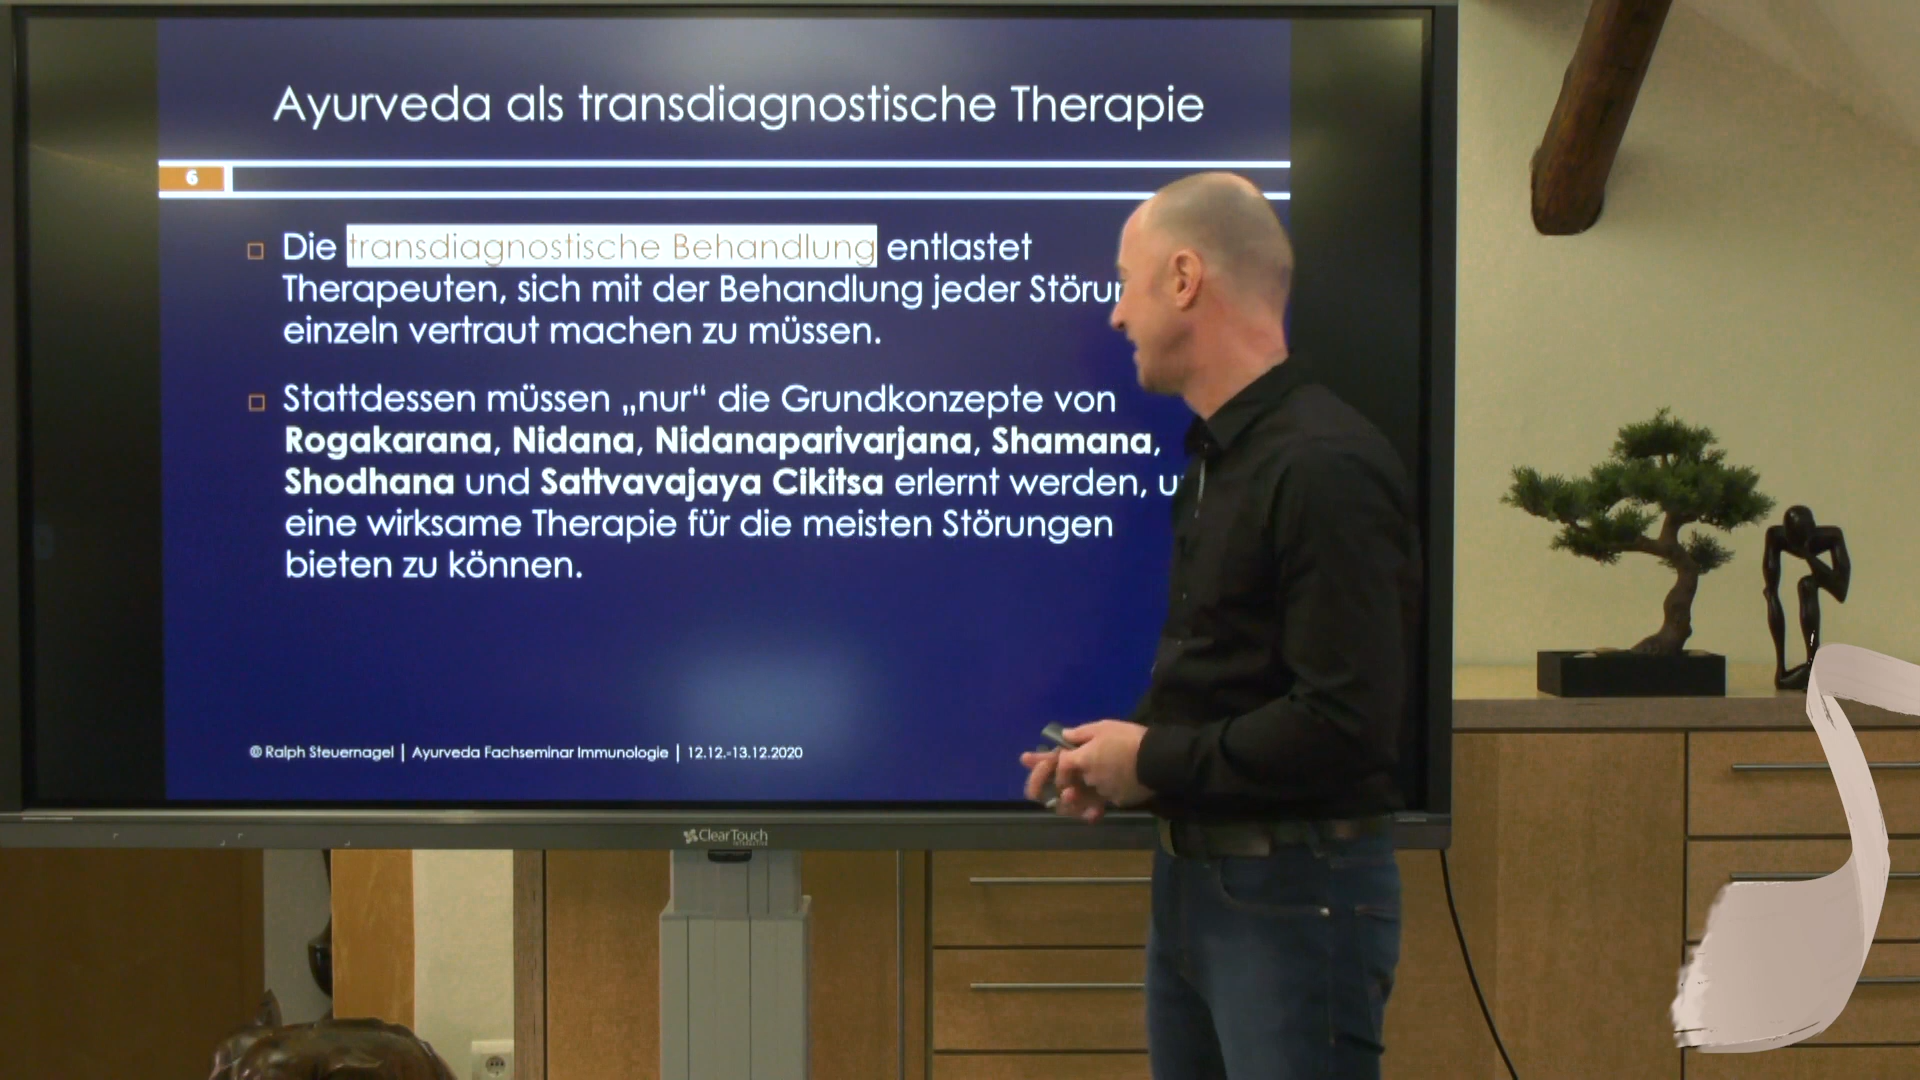 Ayurveda als transdiagnostische Therapie
6
Die transdiagnostische Behandlung entlastet
Therapeuten, sich mit der Behandlung jeder
einzeln vertraut machen zu müssen.
Stattdessen müssen „nur“ die Grundkonzepte von
Rogakarana, Nidana, Nidanaparivarjana, Shamana,
Shodhana und Sattvavajaya Cikitsa erlernt werden,
eine wirksame Therapie für die meisten Störungen
bieten zu können.
© Ralph Steuernagel | Ayurveda Fachseminar Immunologie | 12.12.-13.12.2020
ClearTouch